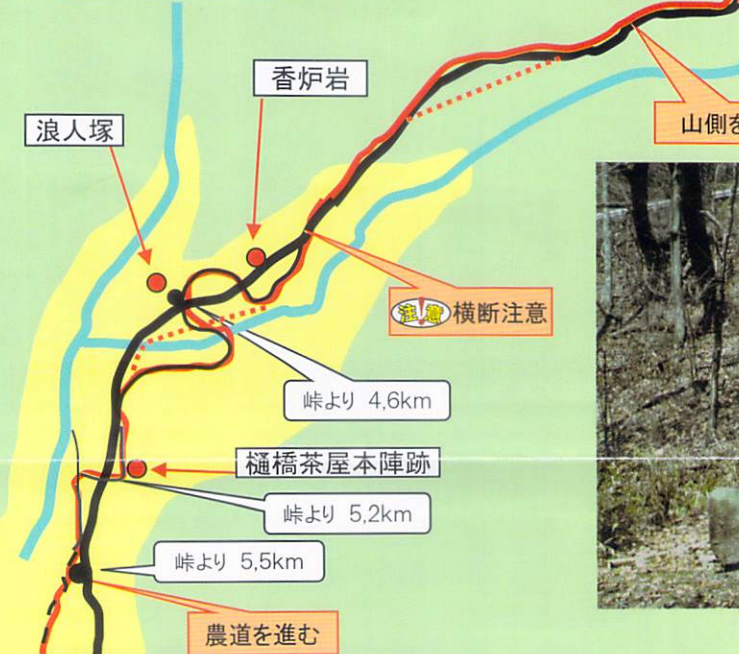 香炉岩
浪人塚
山側を
注意 横断注意
峠より 4,6km
樋橋茶屋本陣跡
峠より 5,2km
峠より 5,5km
農道を進む